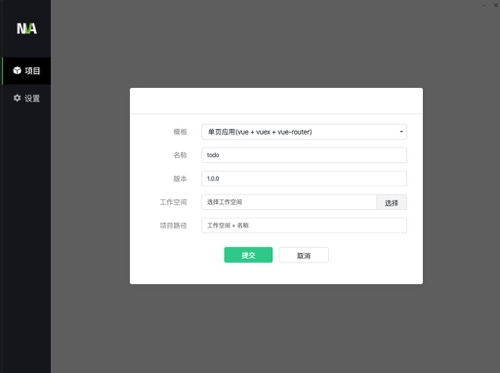 NUA
项目
设置
模板 单页应用(vue + vuex + vue-router)
名称 todo
版本 1.0.0
工作空间 选择工作空间 选择
项目路径 工作空间 + 名称
提交 取消